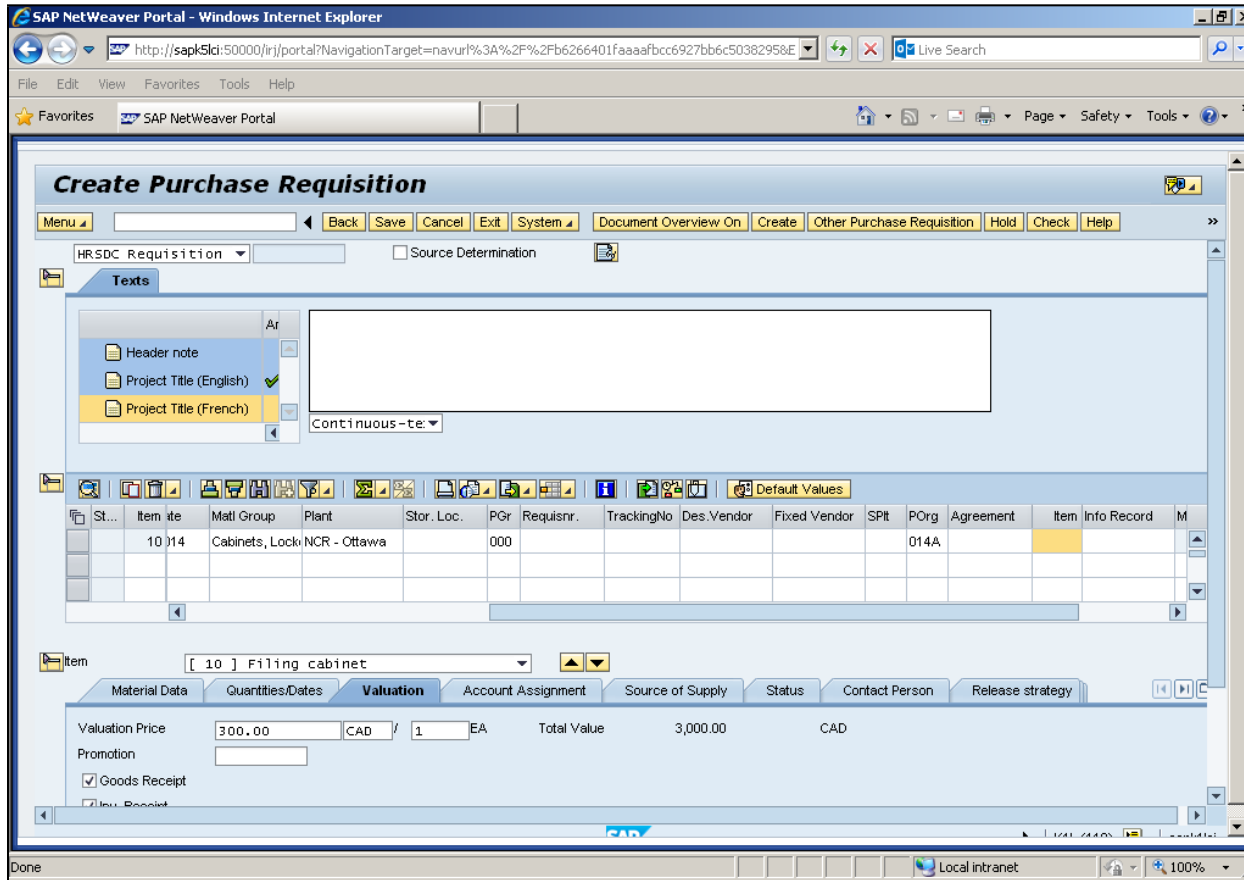 SAP NetWeaver Portal - Windows Internet Explorer
http://sapk5lci:50000/irj/portal?NavigationTarget=navurl%3A%2F%2Fb6266401faaaafbcc6927bb6c50382958&E
Live Search
File Edit View Favorites Tools Help
Favorites SAP NetWeaver Portal Page Safety Tools
Create Purchase Requisition
Menu Back Save Cancel Exit System Document Overview On Create Other Purchase Requisition Hold Check Help
HRSDC Requisition Source Determination
Texts
Ar
Header note
Project Title (English)
Project Title (French)
Continuous-te
Default Values
St... Item ate Matl Group Plant Stor. Loc. PGr Requisnr. TrackingNo Des.Vendor Fixed Vendor SPlt POrg Agreement Item Info Record M
10 014 Cabinets, Lock NCR - Ottawa 000 014A
Item [ 10 ] Filing cabinet
Material Data Quantities/Dates Valuation Account Assignment Source of Supply Status Contact Person Release strategy
Valuation Price 300.00 CAD / 1 EA Total Value 3,000.00 CAD
Promotion
Goods Receipt
SAP
Done Local intranet 100%